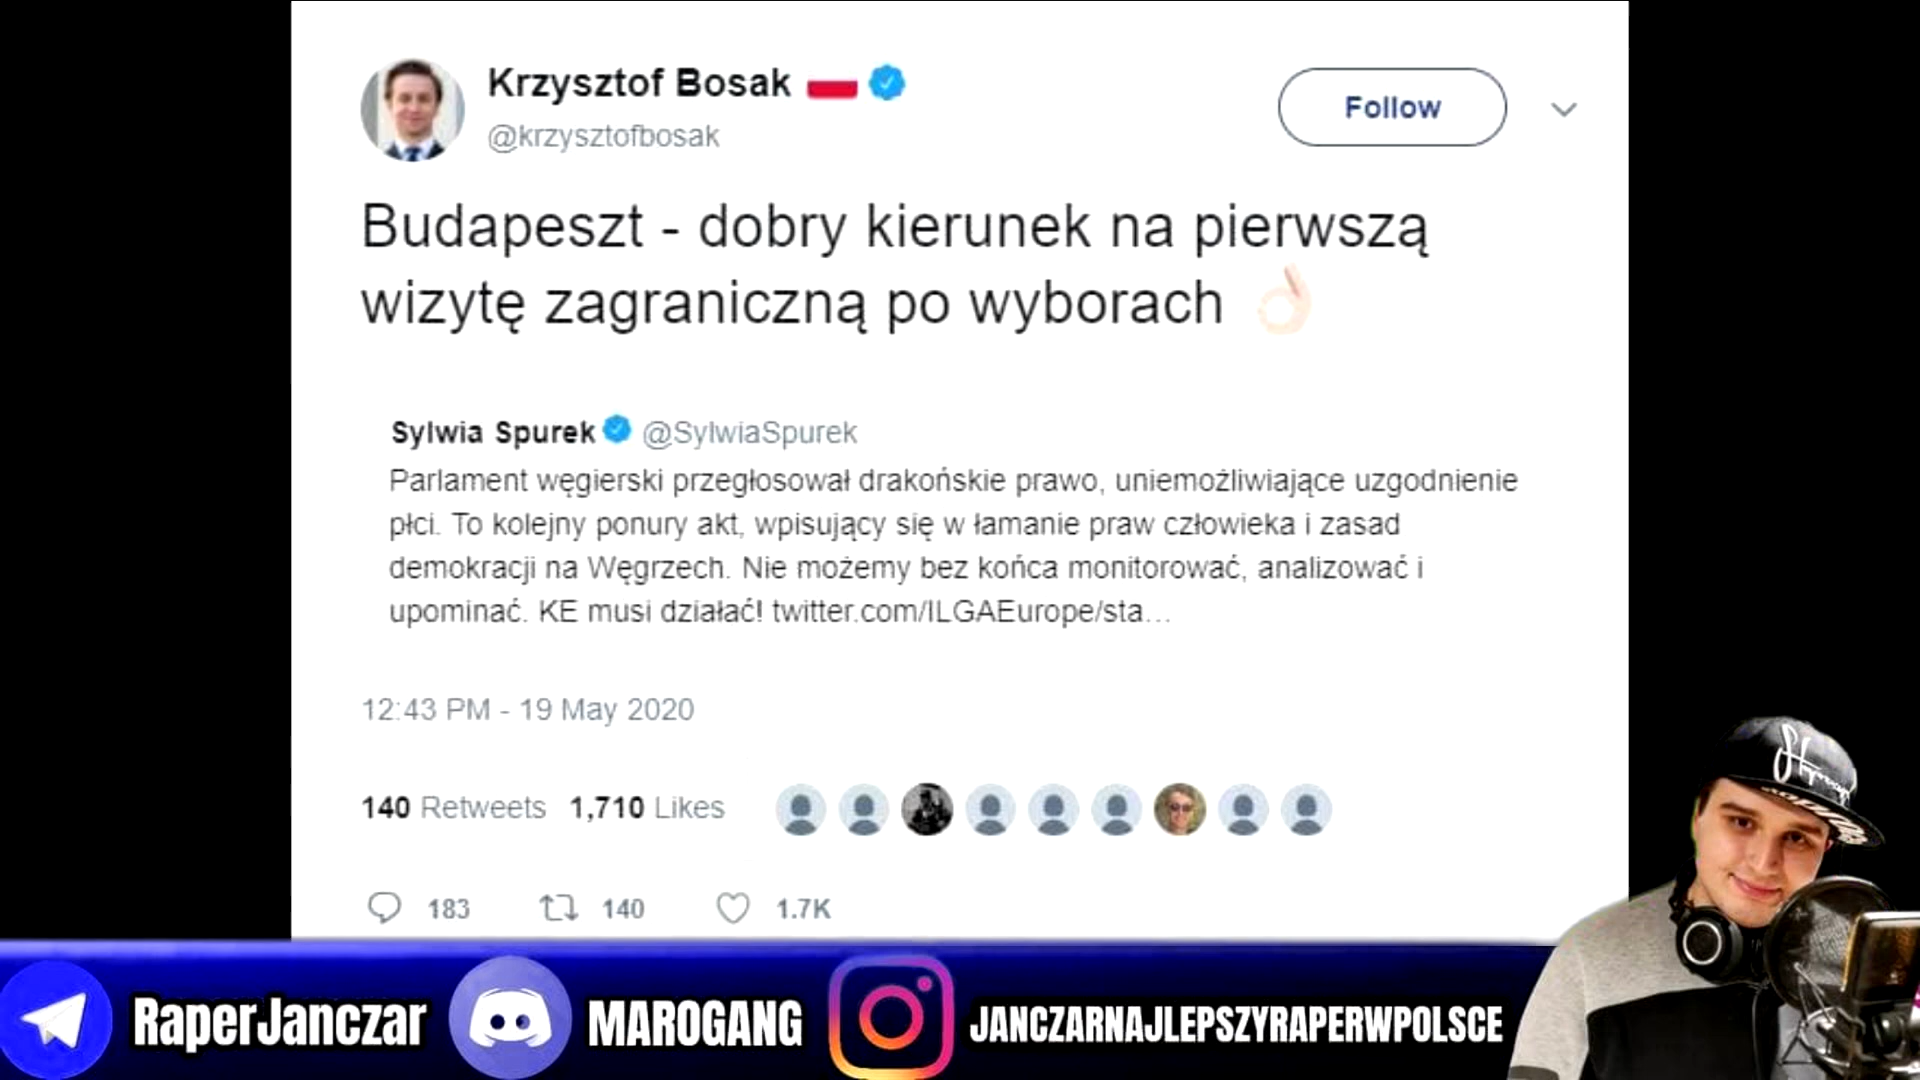 Krzysztof Bosak
@krzysztofbosak
Follow
Budapeszt - dobry kierunek na pierwszą
wizytę zagraniczną po wyborach 👌🏻
Sylwia Spurek @SylwiaSpurek
Parlament węgierski przegłosował drakońskie prawo, uniemożliwiające uzgodnienie
płci. To kolejny ponury akt, wpisujący się w łamanie praw człowieka i zasad
demokracji na Węgrzech. Nie możemy bez końca monitorować, analizować i
upominać. KE musi działać! twitter.com/ILGAEurope/sta…
12:43 PM - 19 May 2020
140 Retweets 1,710 Likes
183 140 1.7K
RaperJanczar MAROGANG JANCZARNAJLEPSZYRAPERWPOLSCE